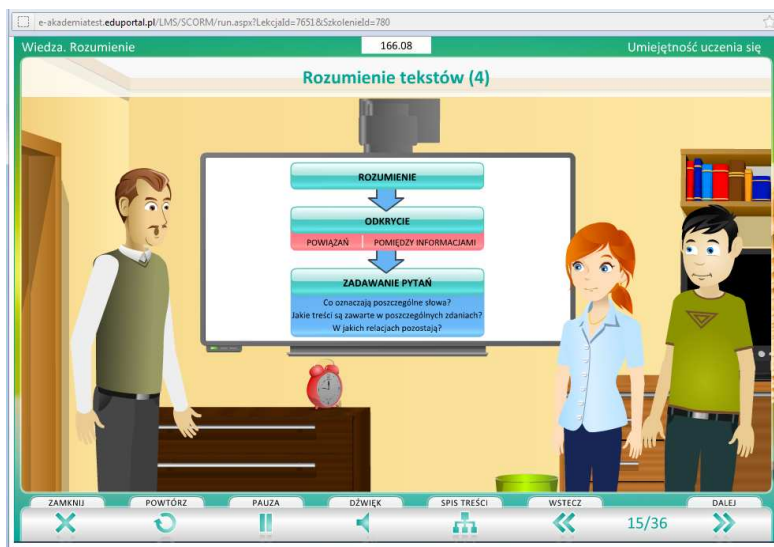 e-akademiatest.eduportal.pl/LMS/SCORM/run.aspx?LekcjaId=7651&SzkolenieId=780
Wiedza. Rozumienie
166.08
Umiejętność uczenia się
Rozumienie tekstów (4)
ROZUMIENIE
ODKRYCIE
POWIĄZAŃ POMIĘDZY INFORMACJAMI
ZADAWANIE PYTAŃ
Co oznaczają poszczególne słowa?
Jakie treści są zawarte w poszczególnych zdaniach?
W jakich relacjach pozostają?
ZAMKNIJ POWTÓRZ PAUZA DŹWIĘK SPIS TREŚCI WSTECZ DALEJ
15/36